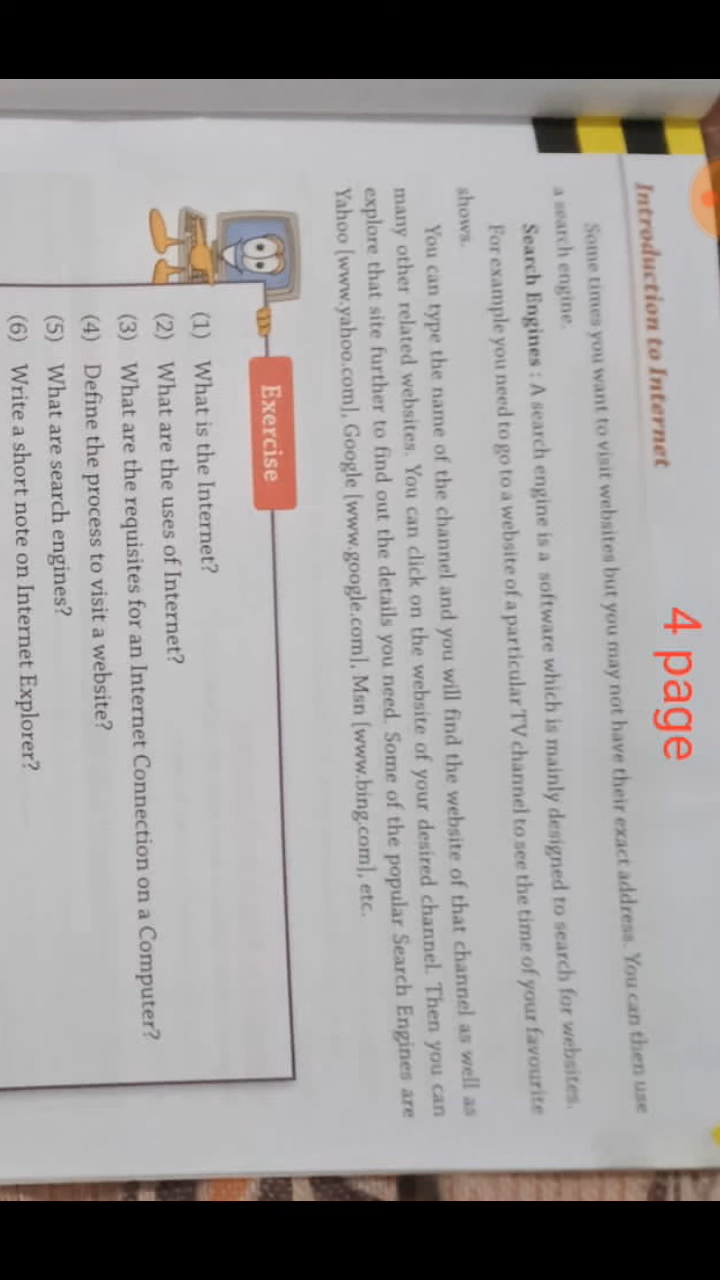 4 page
Introduction to Internet
Some times you want to visit websites but you may not have their exact address. You can then use
a search engine.
Search Engines : A search engine is a software which is mainly designed to search for websites.
For example you need to go to a website of a particular TV channel to see the time of your favourite
shows.
You can type the name of the channel and you will find the website of that channel as well as
many other related websites. You can click on the website of your desired channel. Then you can
explore that site further to find out the details you need. Some of the popular Search Engines are
Yahoo [www.yahoo.com], Google [www.google.com], Msn [www.bing.com], etc.
Exercise
(1) What is the Internet?
(2) What are the uses of Internet?
(3) What are the requisites for an Internet Connection on a Computer?
(4) Define the process to visit a website?
(5) What are search engines?
(6) Write a short note on Internet Explorer?